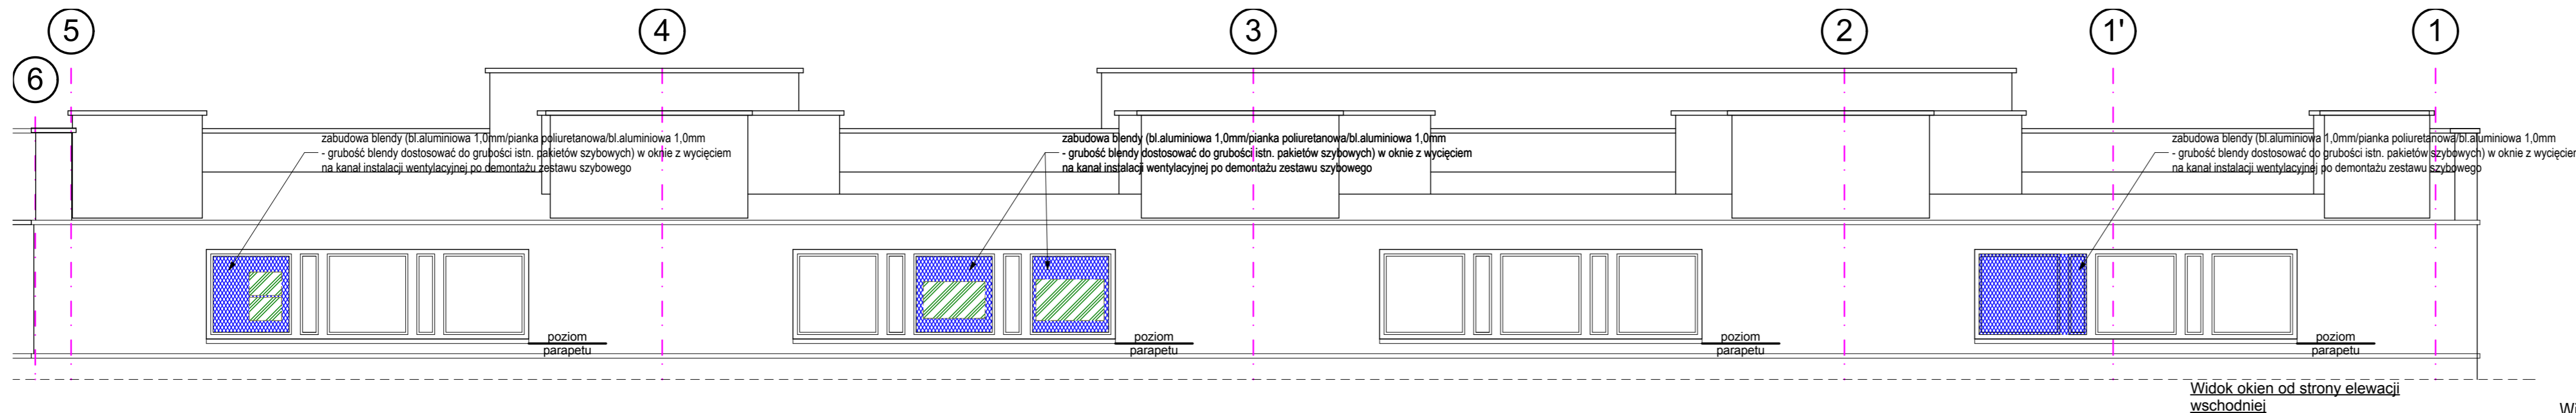 5
4
3
2
1'
1
6
zabudowa blendy (bl.aluminiowa 1,0mm/pianka poliuretanowa/bl.aluminiowa 1,0mm
- grubość blendy dostosować do grubości istn. pakietów szybowych) w oknie z wycięciem
na kanał instalacji wentylacyjnej po demontażu zestawu szybowego
zabudowa blendy (bl.aluminiowa 1,0mm/pianka poliuretanowa/bl.aluminiowa 1,0mm
- grubość blendy dostosować do grubości istn. pakietów szybowych) w oknie z wycięciem
na kanał instalacji wentylacyjnej po demontażu zestawu szybowego
zabudowa blendy (bl.aluminiowa 1,0mm/pianka poliuretanowa/bl.aluminiowa 1,0mm
- grubość blendy dostosować do grubości istn. pakietów szybowych) w oknie z wycięciem
na kanał instalacji wentylacyjnej po demontażu zestawu szybowego
poziom
parapetu
poziom
parapetu
poziom
parapetu
poziom
parapetu
Widok okien od strony elewacji
wschodniej